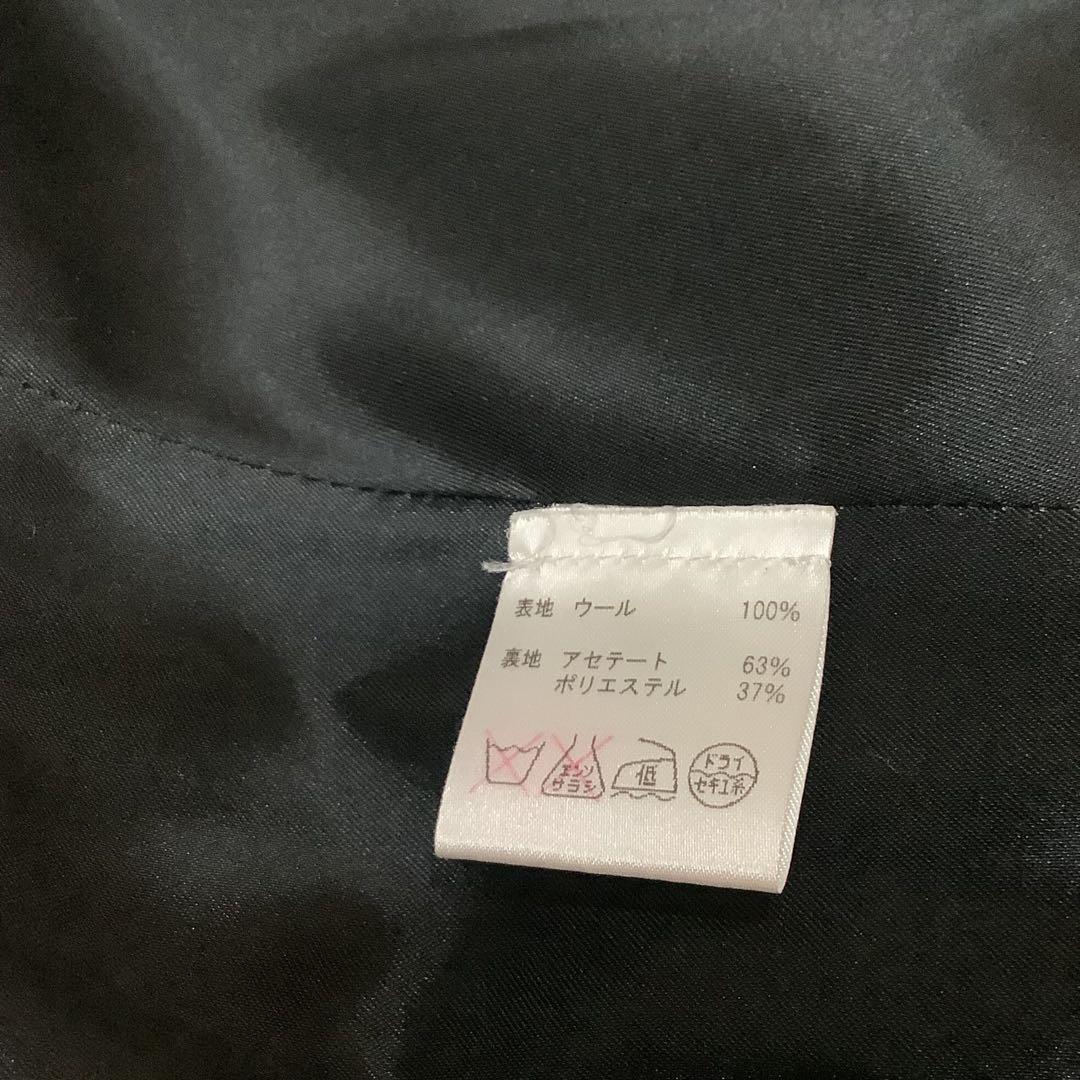 表地 ウール 100%
裏地 アセテート 63%
ポリエステル 37%
エンソ
サラシ
低
ドライ
セキユ系